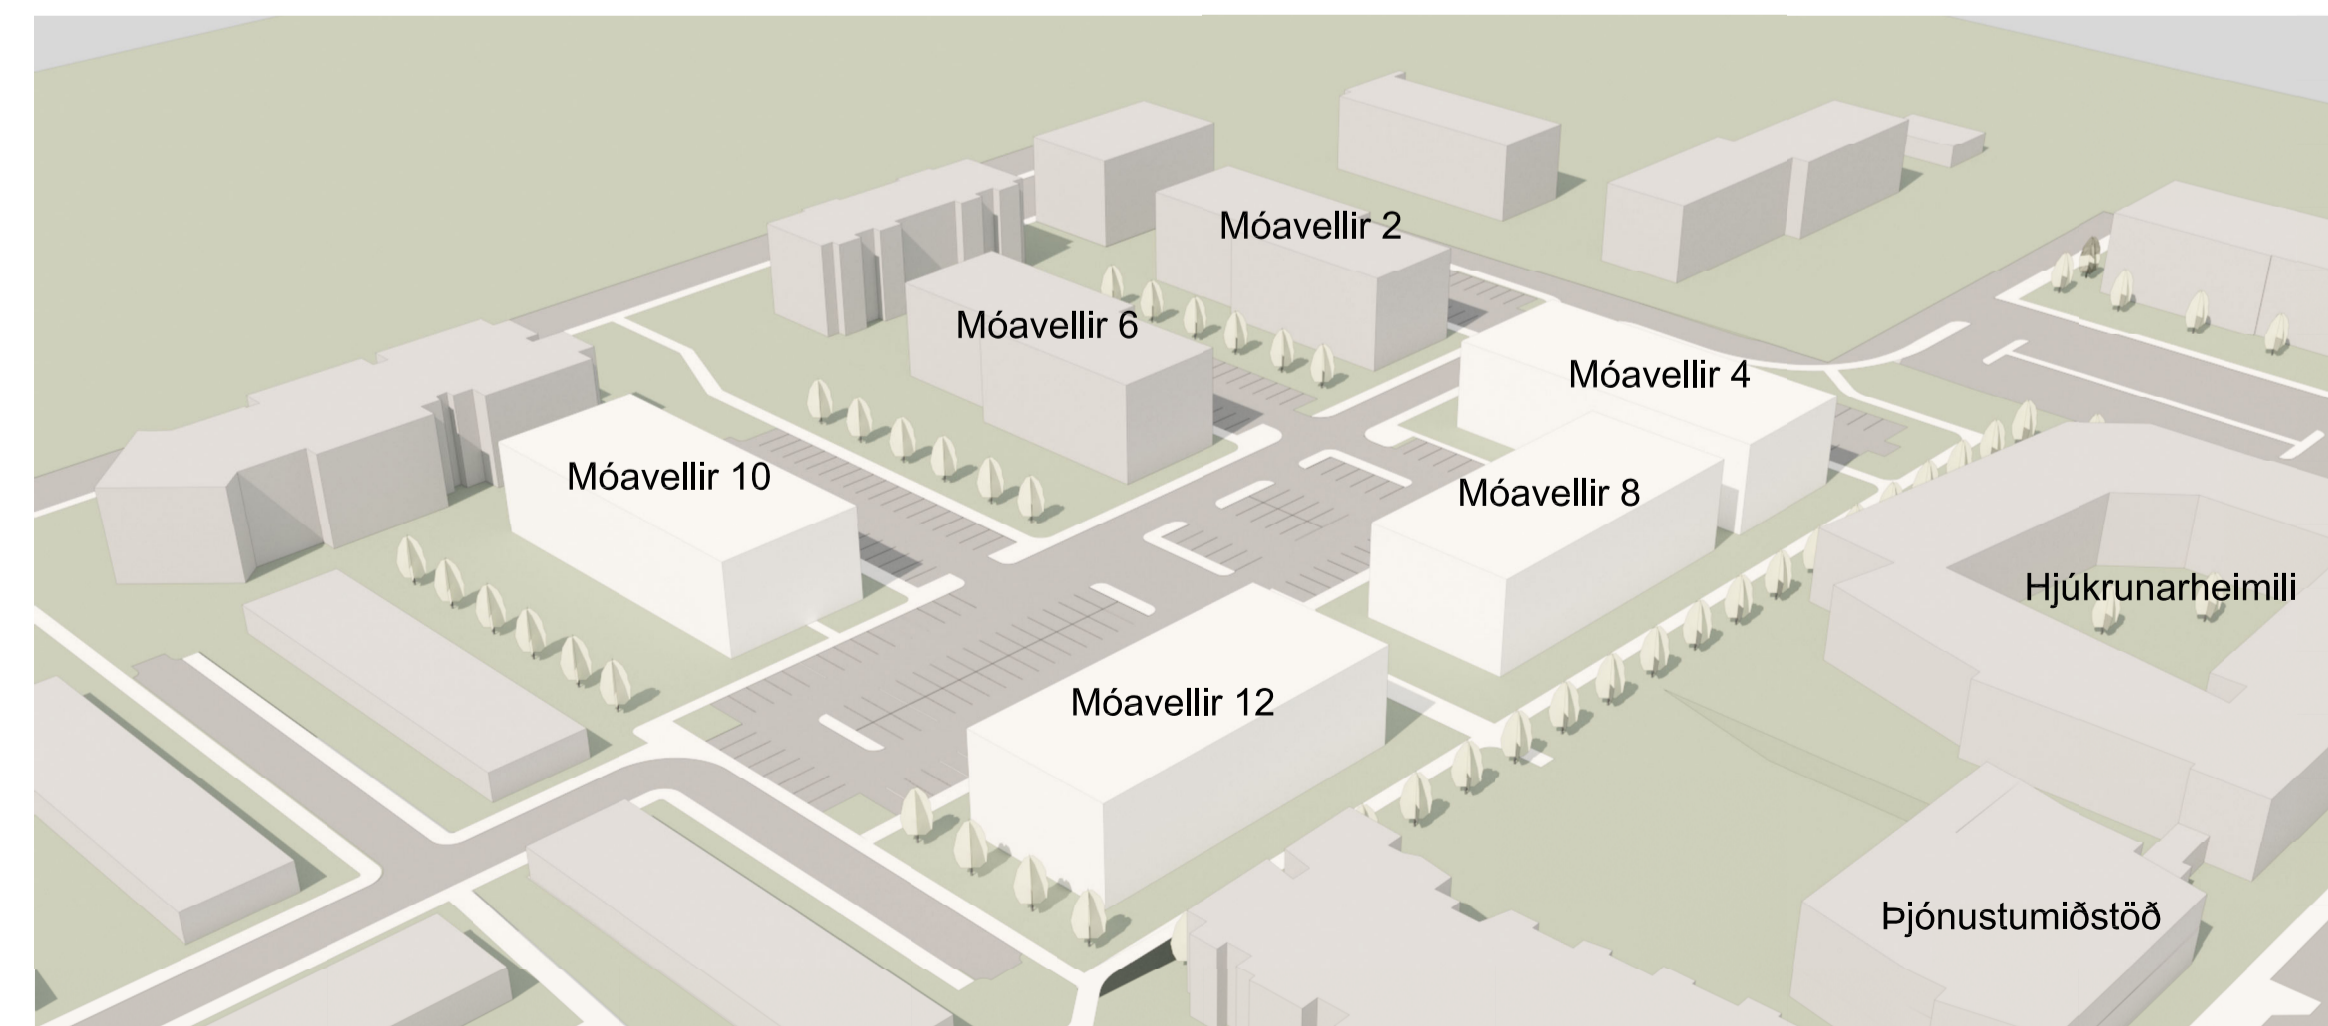 Móavellir 2
Móavellir 6
Móavellir 4
Móavellir 10
Móavellir 8
Hjúkrunarheimili
Móavellir 12
Þjónustumiðstöð